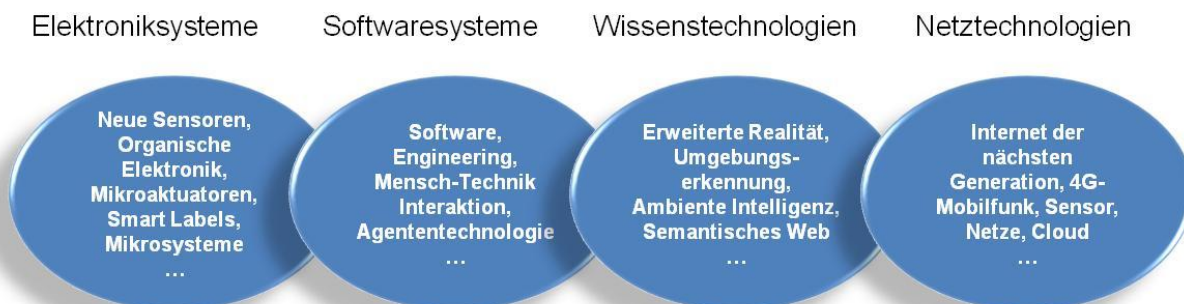 Elektroniksysteme
Softwaresysteme
Wissenstechnologien
Netztechnologien
Neue Sensoren,
Organische
Elektronik,
Mikroaktuatoren,
Smart Labels,
Mikrosysteme
…
Software,
Engineering,
Mensch-Technik
Interaktion,
Agententechnologie
…
Erweiterte Realität,
Umgebungs-
erkennung,
Ambiente Intelligenz,
Semantisches Web
…
Internet der
nächsten
Generation, 4G-
Mobilfunk, Sensor,
Netze, Cloud
…